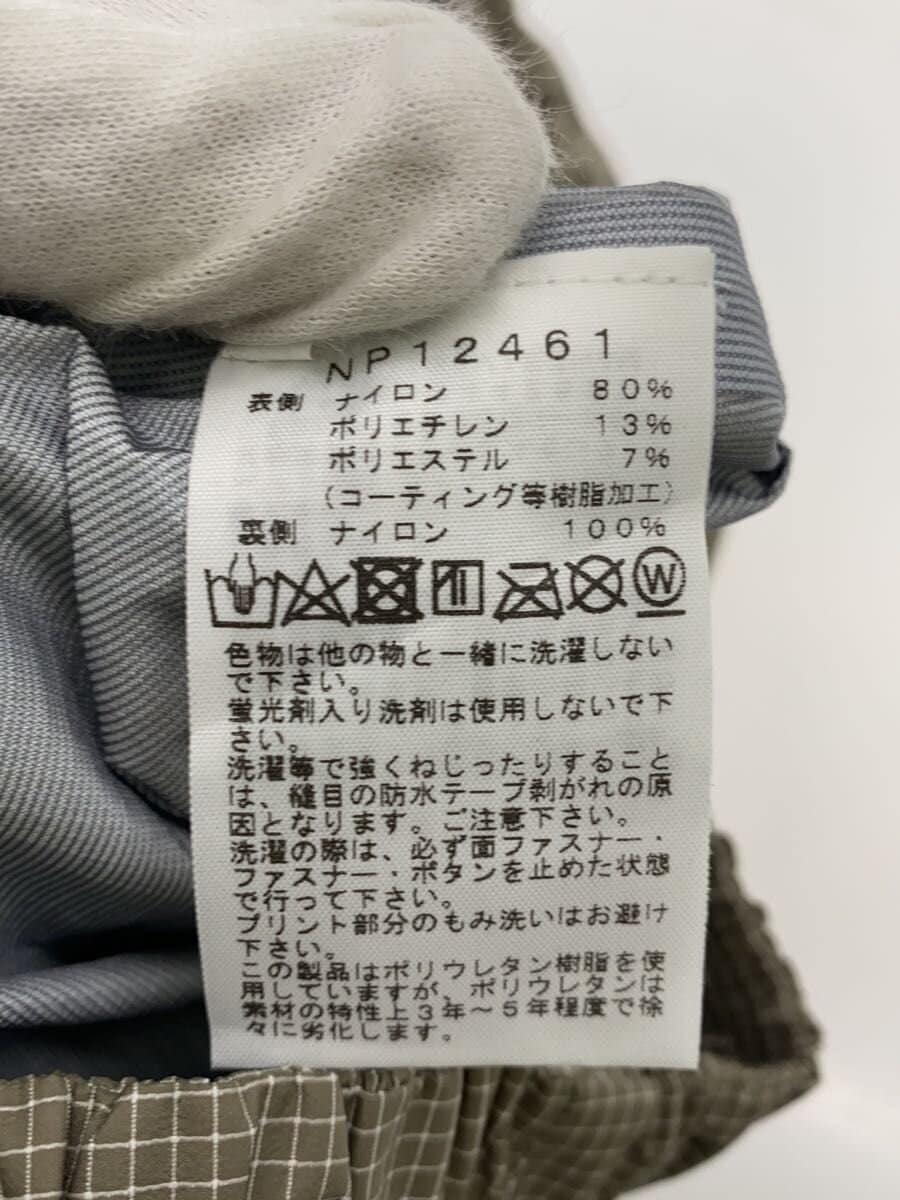 NP12461
表側 ナイロン 80%
ポリエチレン 13%
ポリエステル 7%
(コーティング等樹脂加工)
裏側 ナイロン 100%
W
色物は他の物と一緒に洗濯しない
で下さい。
蛍光剤入り洗剤は使用しないで下
さい。
洗濯等で強くねじったりすること
は、縫目の防水テープ剥がれの原
因となります。ご注意下さい。
洗濯の際は、必ず面ファスナー・
ファスナー・ボタンを止めた状態
で行って下さい。
プリント部分のもみ洗いはお避け
下さい。
この製品はポリウレタン樹脂を使
用していますが、ポリウレタンは
素材の特性上3年～5年程度で徐
々に劣化します。